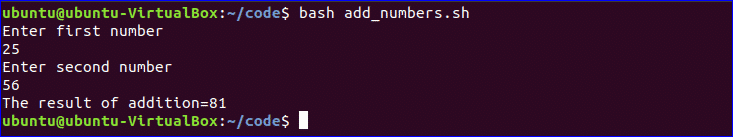 ubuntu@ubuntu-VirtualBox:~/code$ bash add_numbers.sh
Enter first number
25
Enter second number
56
The result of addition=81
ubuntu@ubuntu-VirtualBox:~/code$